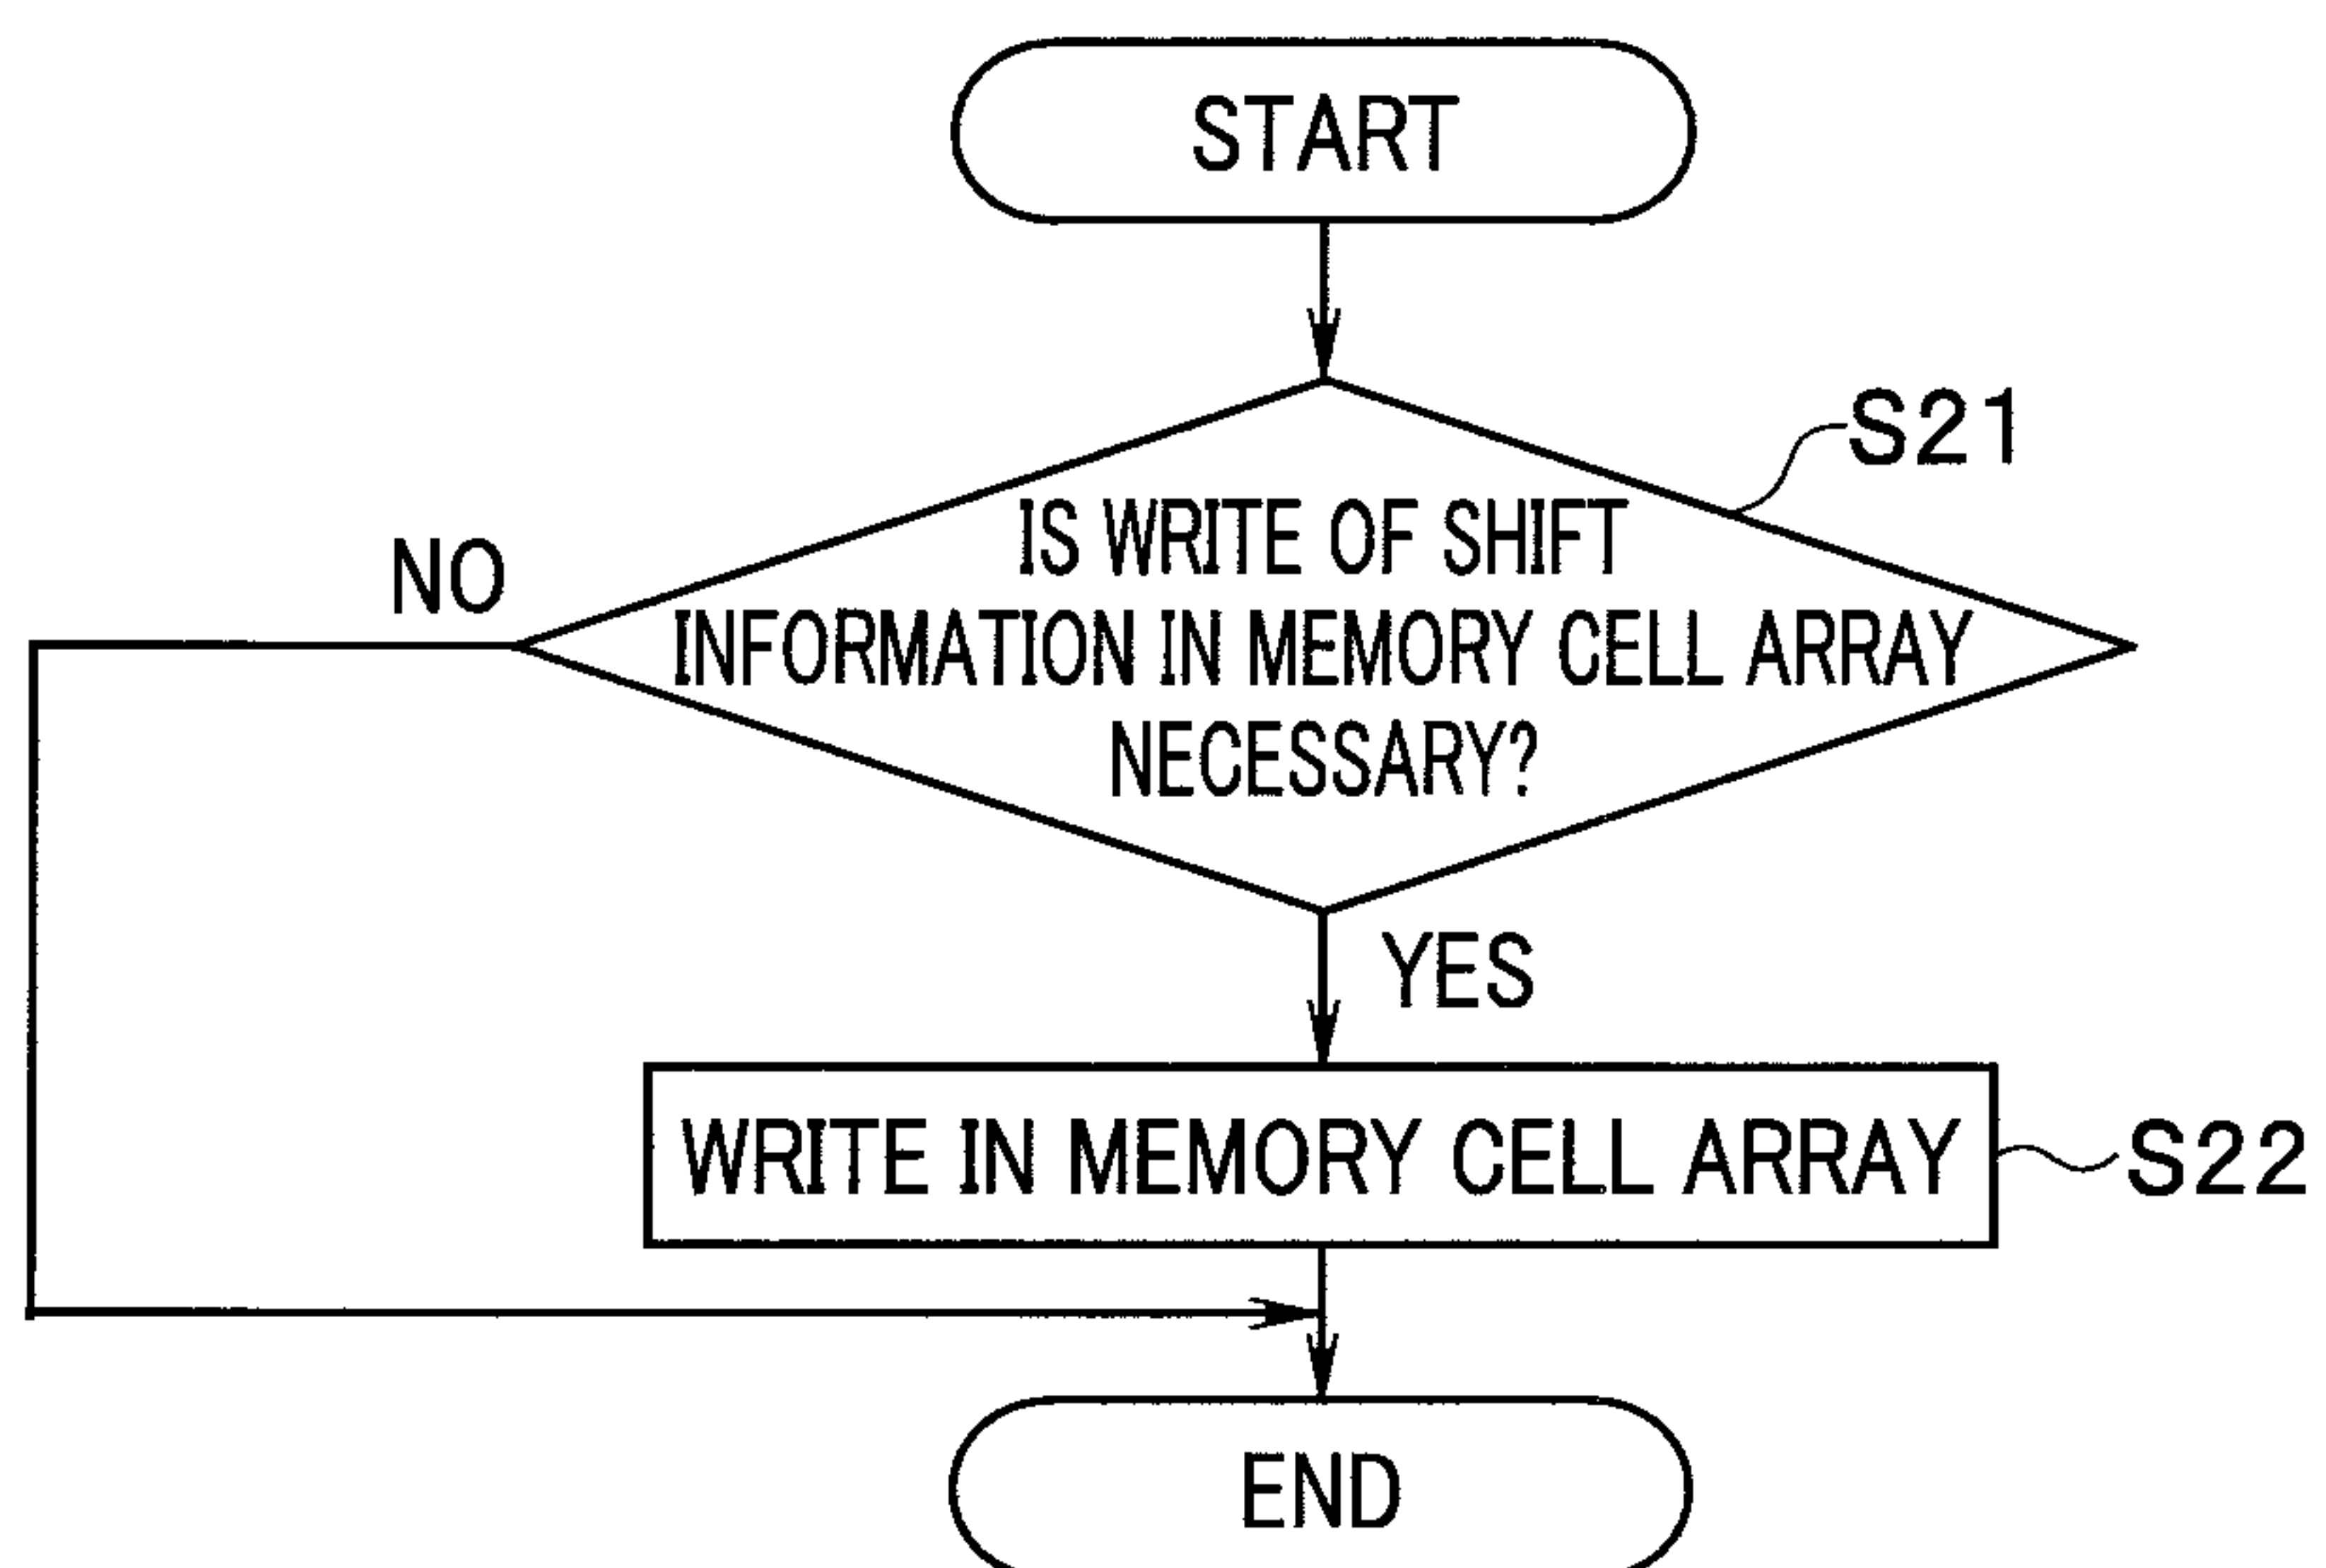 START
S21
IS WRITE OF SHIFT
INFORMATION IN MEMORY CELL ARRAY
NECESSARY?
NO
YES
WRITE IN MEMORY CELL ARRAY
S22
END